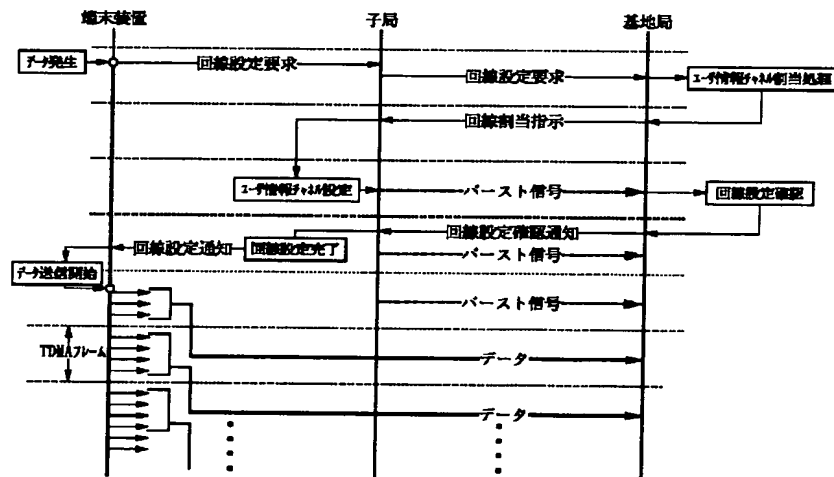 端末装置 子局 基地局
データ発生 回線設定要求
回線設定要求 ユーザ情報チャネル割当処理
回線割当指示
ユーザ情報チャネル設定 バースト信号 回線設定確認
回線設定確認通知
回線設定通知 回線設定完了 バースト信号
データ送信開始
バースト信号
TDMAフレーム
データ
データ